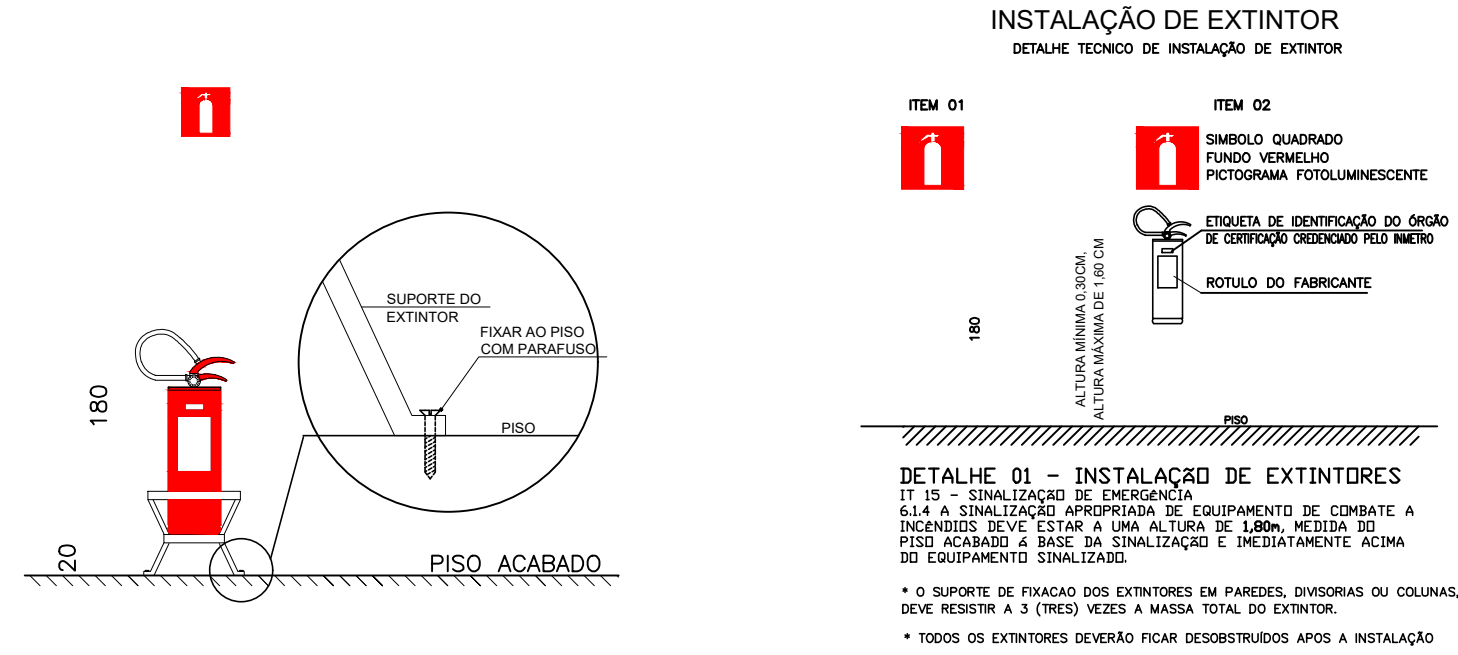 INSTALAÇÃO DE EXTINTOR
DETALHE TECNICO DE INSTALAÇÃO DE EXTINTOR
SUPORTE DO
EXTINTOR
FIXAR AO PISO
COM PARAFUSO
PISO
180
20
PISO ACABADO
ITEM 01
ITEM 02
SIMBOLO QUADRADO
FUNDO VERMELHO
PICTOGRAMA FOTOLUMINESCENTE
ETIQUETA DE IDENTIFICAÇÃO DO ÓRGÃO
DE CERTIFICAÇÃO CREDENCIADO PELO INMETRO
ROTULO DO FABRICANTE
180
ALTURA MÍNIMA 0,30CM,
ALTURA MÁXIMA DE 1,60 CM
PISO
DETALHE 01 - INSTALAÇÃO DE EXTINTORES
IT 15 - SINALIZAÇÃO DE EMERGÊNCIA
6.1.4 A SINALIZAÇÃO APROPRIADA DE EQUIPAMENTO DE COMBATE A
INCÊNDIOS DEVE ESTAR A UMA ALTURA DE 1,80m, MEDIDA DO
PISO ACABADO á BASE DA SINALIZAÇÃO E IMEDIATAMENTE ACIMA
DO EQUIPAMENTO SINALIZADO.
* O SUPORTE DE FIXACAO DOS EXTINTORES EM PAREDES, DIVISORIAS OU COLUNAS,
DEVE RESISTIR A 3 (TRES) VEZES A MASSA TOTAL DO EXTINTOR.
* TODOS OS EXTINTORES DEVERÃO FICAR DESOBSTRUÍDOS APOS A INSTALAÇÃO